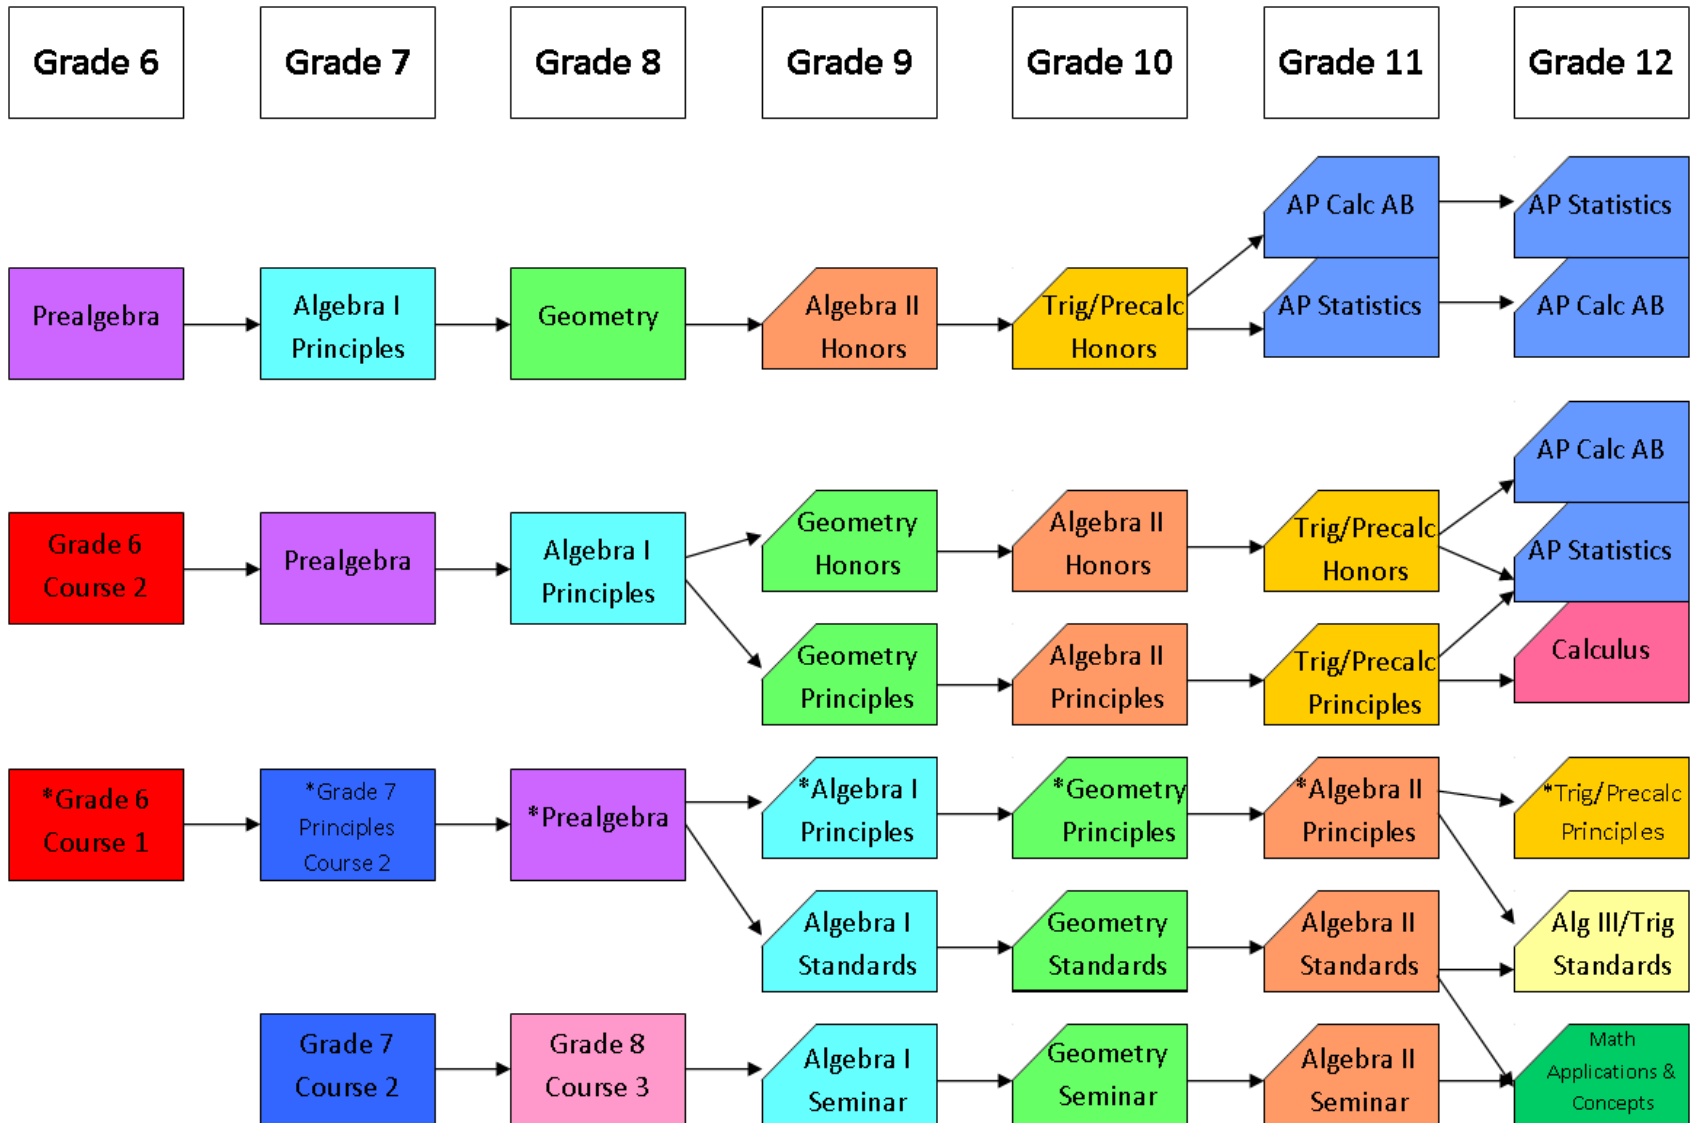 Grade 6
Grade 7
Grade 8
Grade 9
Grade 10
Grade 11
Grade 12
AP Calc AB
AP Statistics
Prealgebra
Algebra I
Principles
Geometry
Algebra II
Honors
Trig/Precalc
Honors
AP Statistics
AP Calc AB
Grade 6
Course 2
Prealgebra
Algebra I
Principles
Geometry
Honors
Algebra II
Honors
Trig/Precalc
Honors
AP Calc AB
AP Statistics
Geometry
Principles
Algebra II
Principles
Trig/Precalc
Principles
Calculus
*Grade 6
Course 1
*Grade 7
Principles
Course 2
*Prealgebra
*Algebra I
Principles
*Geometry
Principles
*Algebra II
Principles
*Trig/Precalc
Principles
Algebra I
Standards
Geometry
Standards
Algebra II
Standards
Alg III/Trig
Standards
Grade 7
Course 2
Grade 8
Course 3
Algebra I
Seminar
Geometry
Seminar
Algebra II
Seminar
Math
Applications &
Concepts